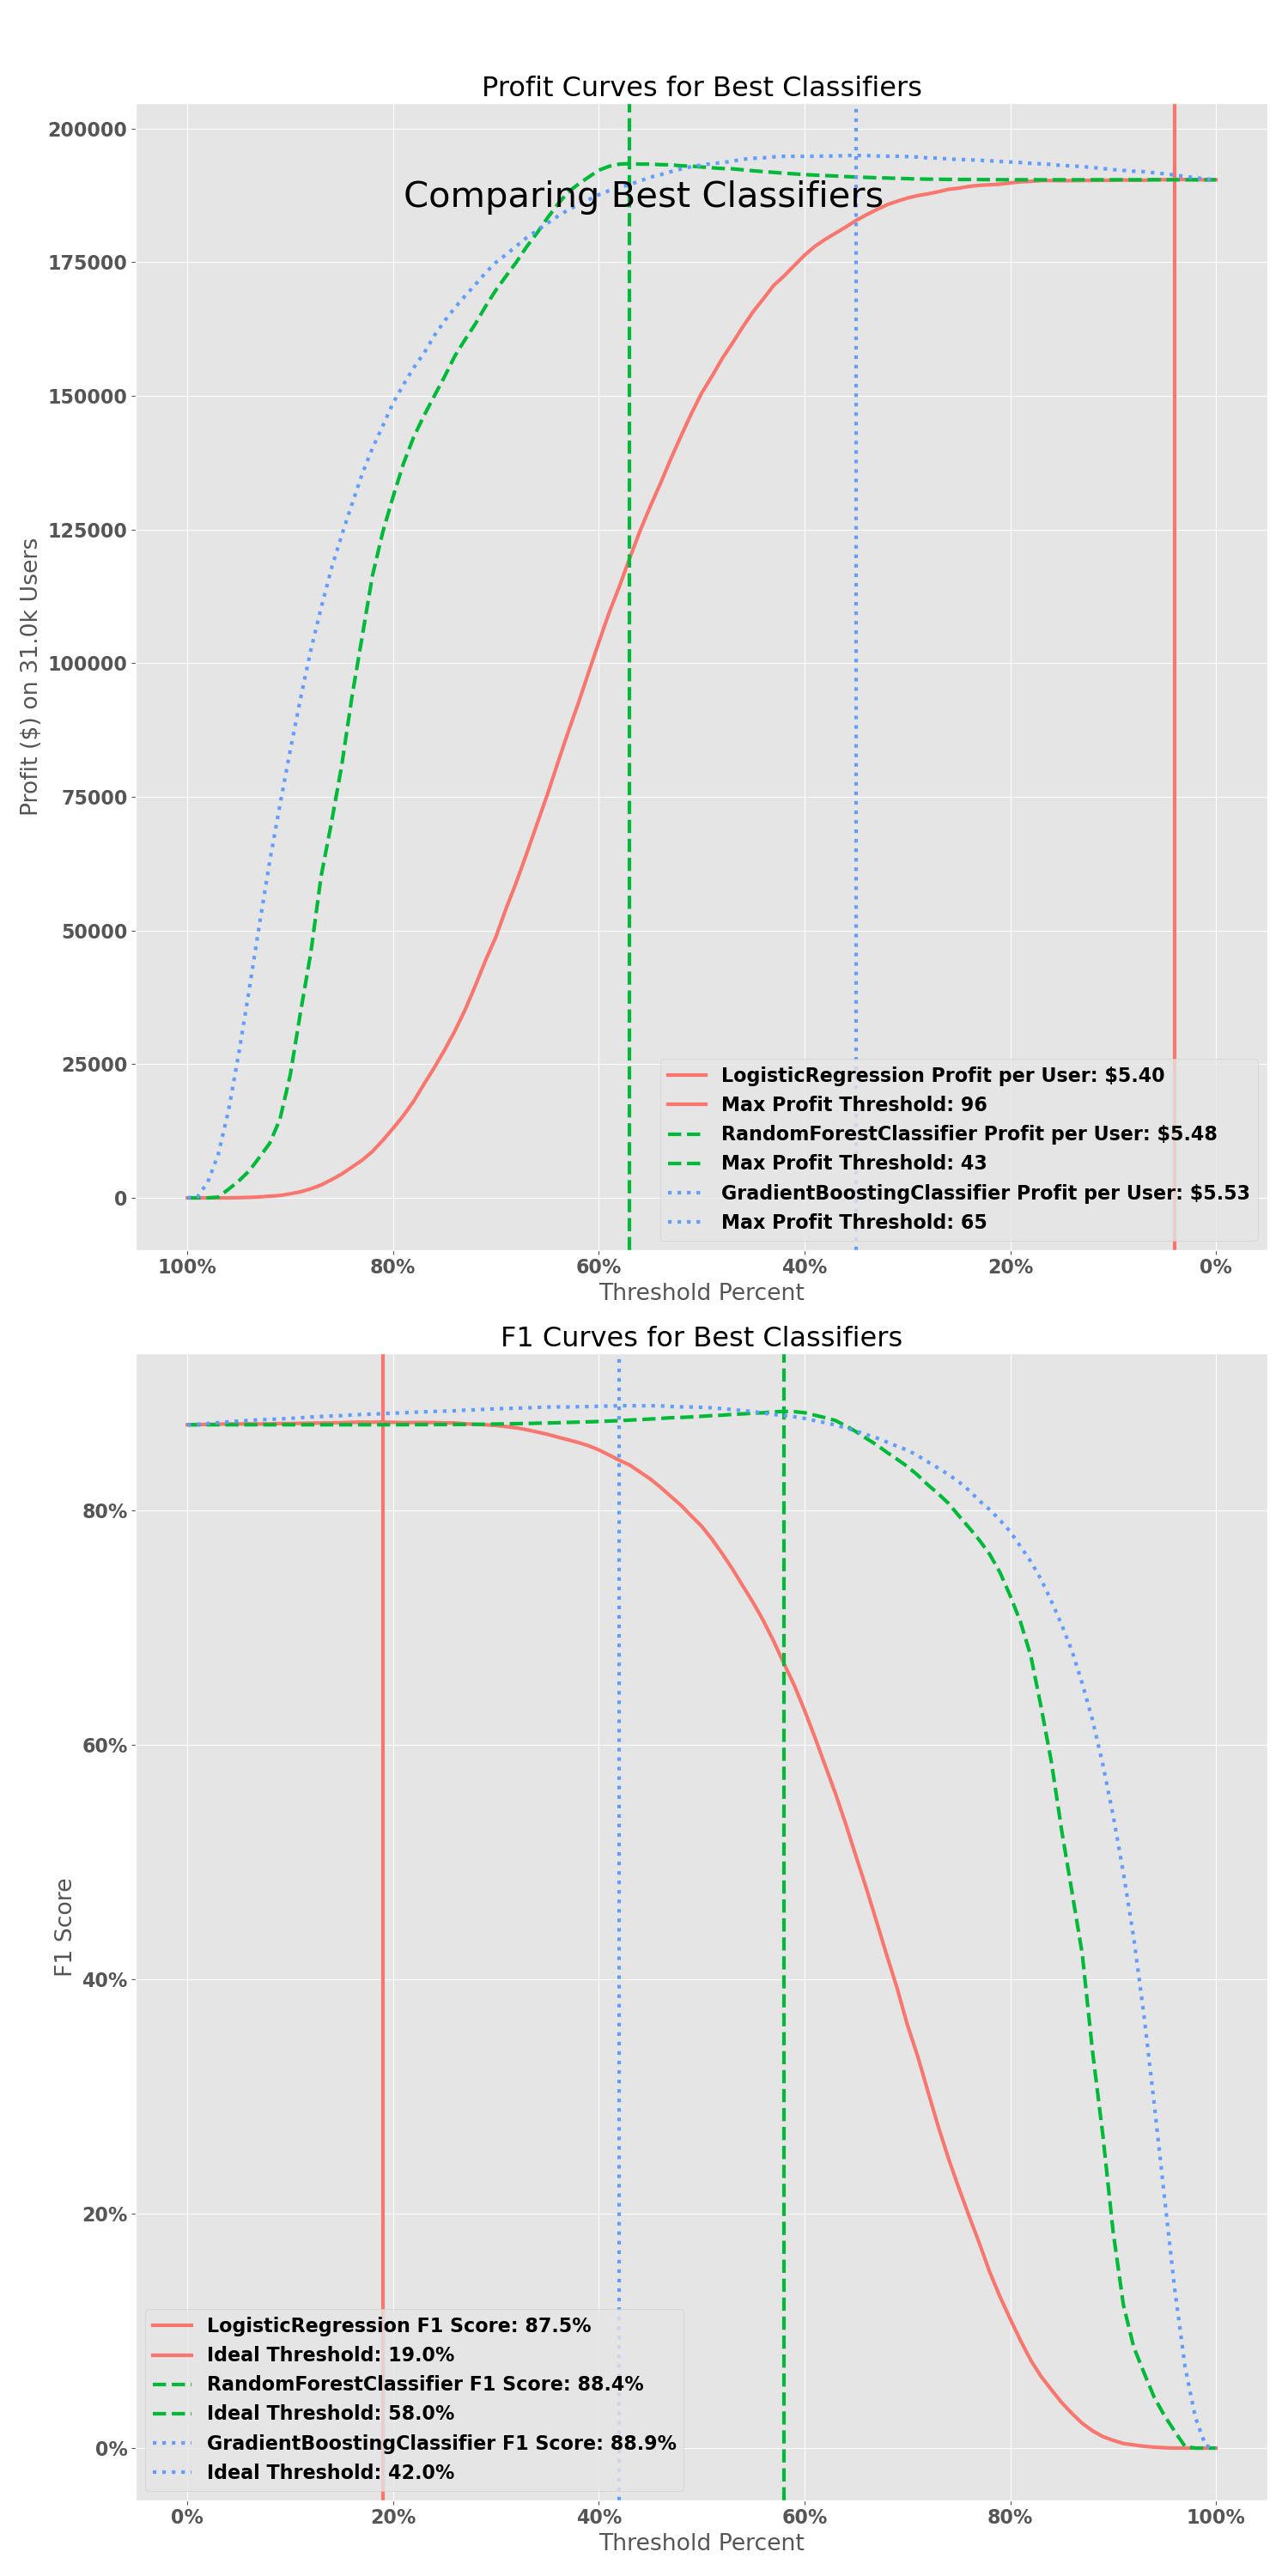 Profit Curves for Best Classifiers
Comparing Best Classifiers
200000
175000
150000
125000
100000
75000
50000
25000
0
Profit ($) on 31.0k Users
LogisticRegression Profit per User: $5.40
Max Profit Threshold: 96
RandomForestClassifier Profit per User: $5.48
Max Profit Threshold: 43
GradientBoostingClassifier Profit per User: $5.53
Max Profit Threshold: 65
100% 80% 60% 40% 20% 0%
Threshold Percent
F1 Curves for Best Classifiers
80%
60%
40%
20%
0%
F1 Score
LogisticRegression F1 Score: 87.5%
Ideal Threshold: 19.0%
RandomForestClassifier F1 Score: 88.4%
Ideal Threshold: 58.0%
GradientBoostingClassifier F1 Score: 88.9%
Ideal Threshold: 42.0%
0% 20% 40% 60% 80% 100%
Threshold Percent